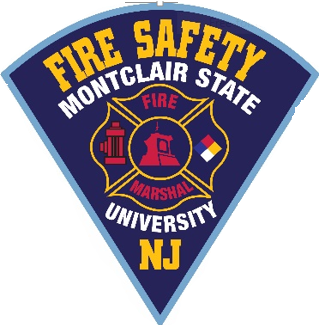 FIRE SAFETY
MONTCLAIR STATE
FIRE
MARSHAL
UNIVERSITY
NJ